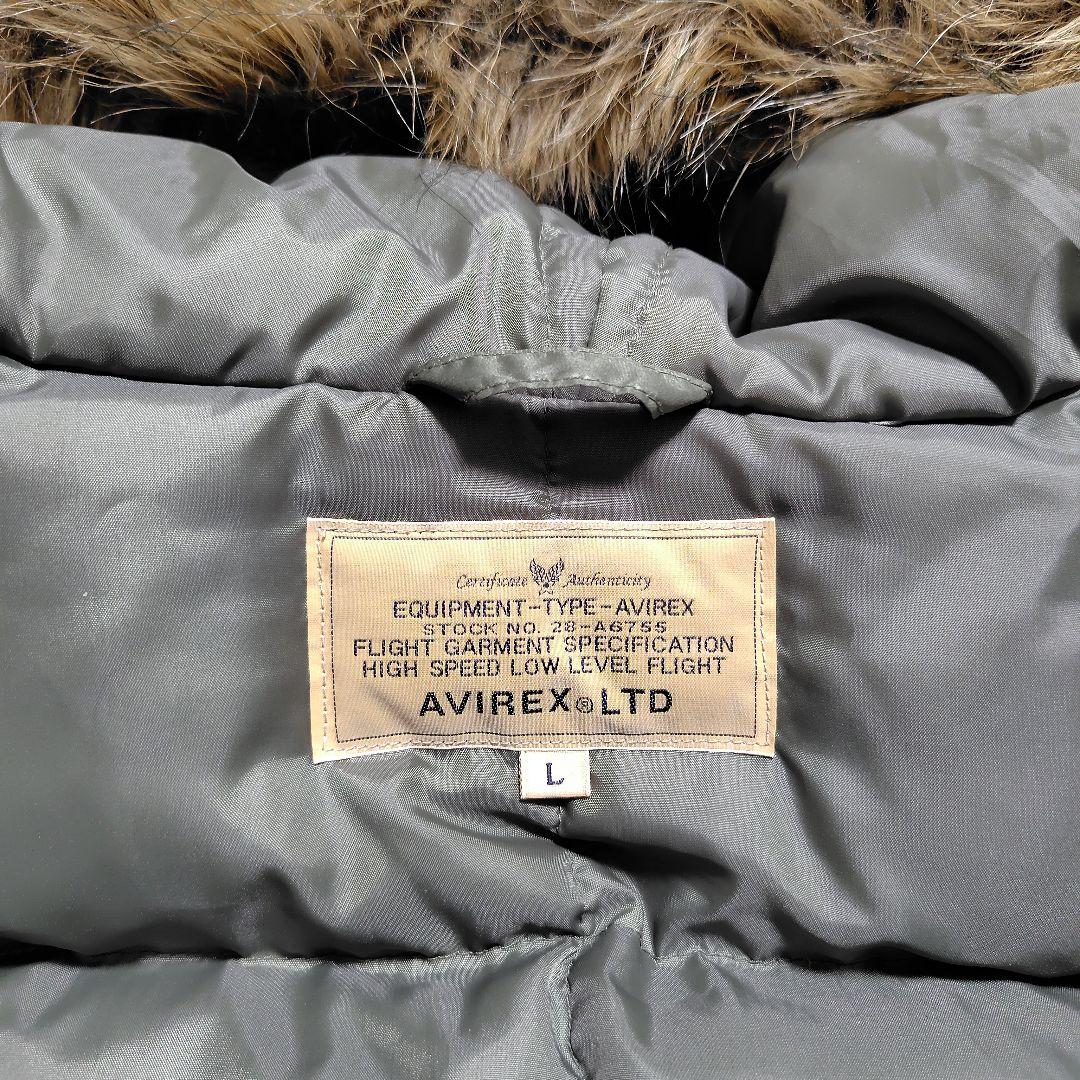 Certificate Authenticity
EQUIPMENT-TYPE-AVIREX
STOCK NO. 28-A6755
FLIGHT GARMENT SPECIFICATION
HIGH SPEED LOW LEVEL FLIGHT
AVIREX®LTD
L